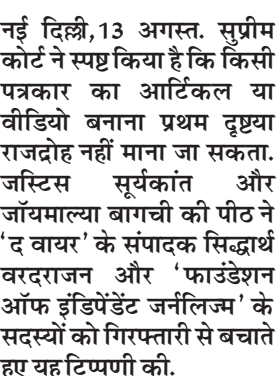 नई दिल्ली,13 अगस्त. सुप्रीम
कोर्ट ने स्पष्ट किया है कि किसी
पत्रकार का आर्टिकल या
वीडियो बनाना प्रथम दृष्टया
राजद्रोह नहीं माना जा सकता.
जस्टिस सूर्यकांत और
जॉयमाल्या बागची की पीठ ने
‘द वायर’ के संपादक सिद्धार्थ
वरदराजन और ‘फाउंडेशन
ऑफ इंडिपेंडेंट जर्नलिज्म’ के
सदस्यों को गिरफ्तारी से बचाते
हुए यह टिप्पणी की.